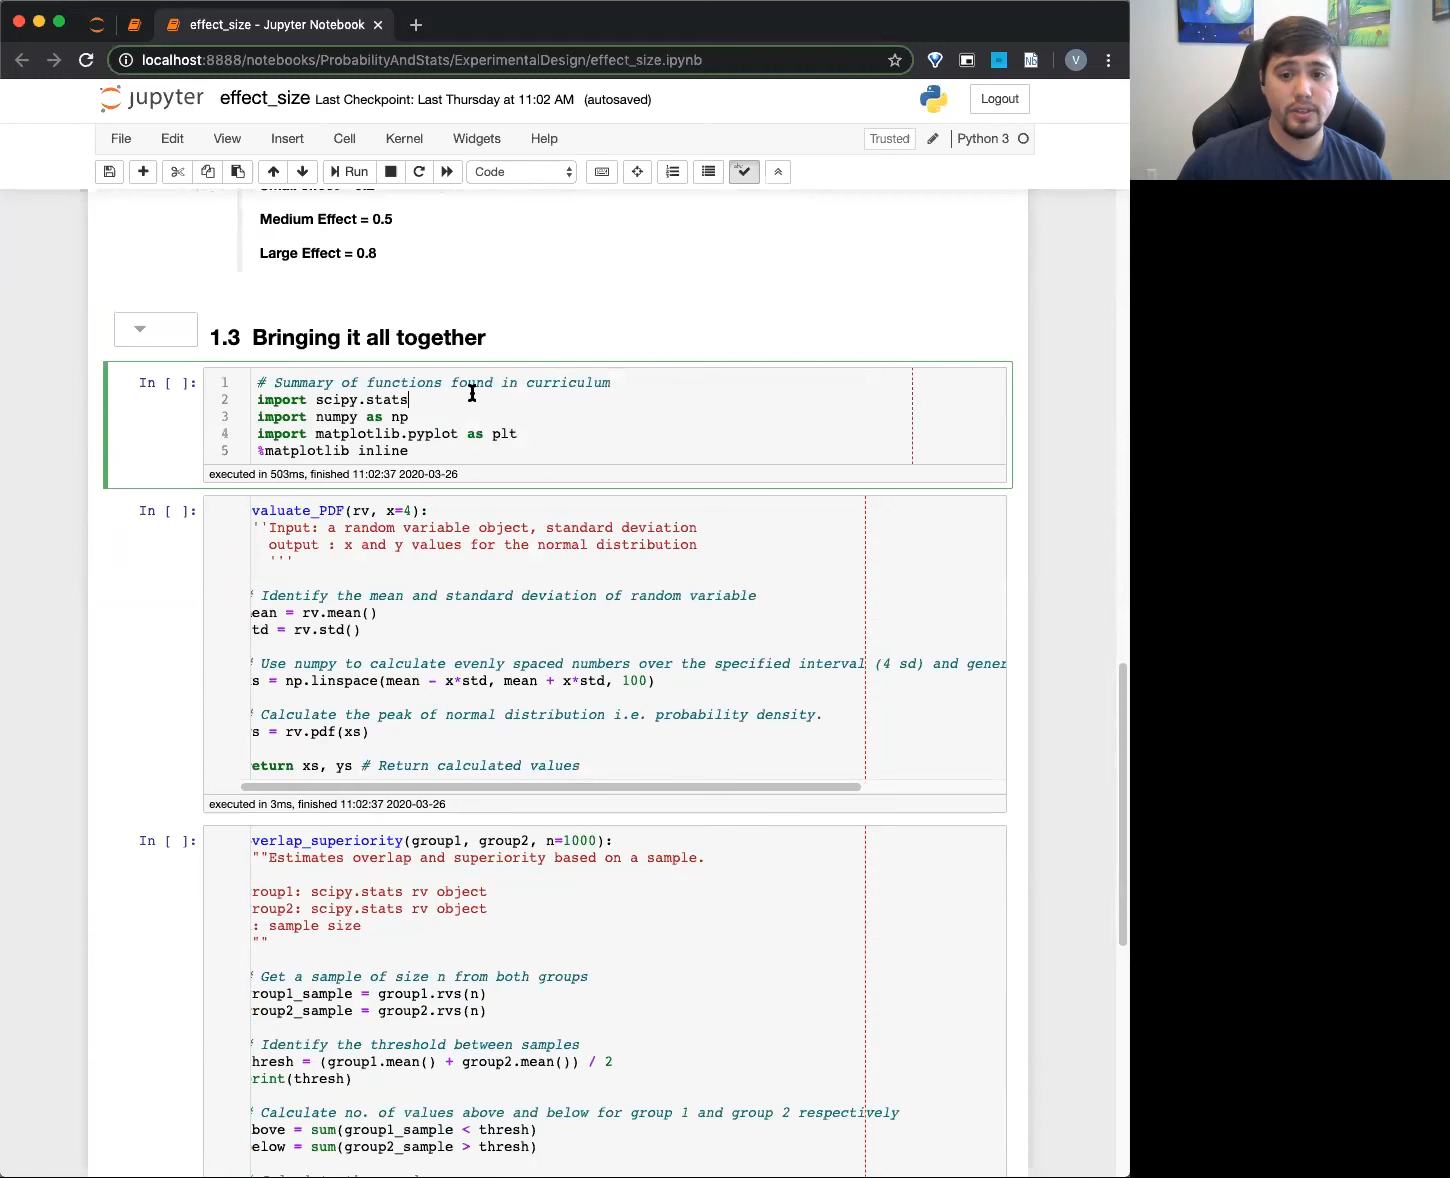 effect_size - Jupyter Notebook
localhost:8888/notebooks/ProbabilityAndStats/ExperimentalDesign/effect_size.ipynb
V
jupyter effect_size Last Checkpoint: Last Thursday at 11:02 AM (autosaved)
Logout
File Edit View Insert Cell Kernel Widgets Help
Trusted Python 3
Run Code
Medium Effect = 0.5
Large Effect = 0.8
1.3 Bringing it all together
In [ ]:
1 # Summary of functions found in curriculum
2 import scipy.stats
3 import numpy as np
4 import matplotlib.pyplot as plt
5 %matplotlib inline
executed in 503ms, finished 11:02:37 2020-03-26
In [ ]:
valuate_PDF(rv, x=4):
''Input: a random variable object, standard deviation
output : x and y values for the normal distribution
'''
# Identify the mean and standard deviation of random variable
ean = rv.mean()
td = rv.std()
# Use numpy to calculate evenly spaced numbers over the specified interval (4 sd) and gener
s = np.linspace(mean - x*std, mean + x*std, 100)
# Calculate the peak of normal distribution i.e. probability density.
s = rv.pdf(xs)
eturn xs, ys # Return calculated values
executed in 3ms, finished 11:02:37 2020-03-26
In [ ]:
verlap_superiority(group1, group2, n=1000):
""Estimates overlap and superiority based on a sample.
roup1: scipy.stats rv object
roup2: scipy.stats rv object
: sample size
""
# Get a sample of size n from both groups
roup1_sample = group1.rvs(n)
roup2_sample = group2.rvs(n)
# Identify the threshold between samples
hresh = (group1.mean() + group2.mean()) / 2
rint(thresh)
# Calculate no. of values above and below for group 1 and group 2 respectively
bove = sum(group1_sample < thresh)
elow = sum(group2_sample > thresh)